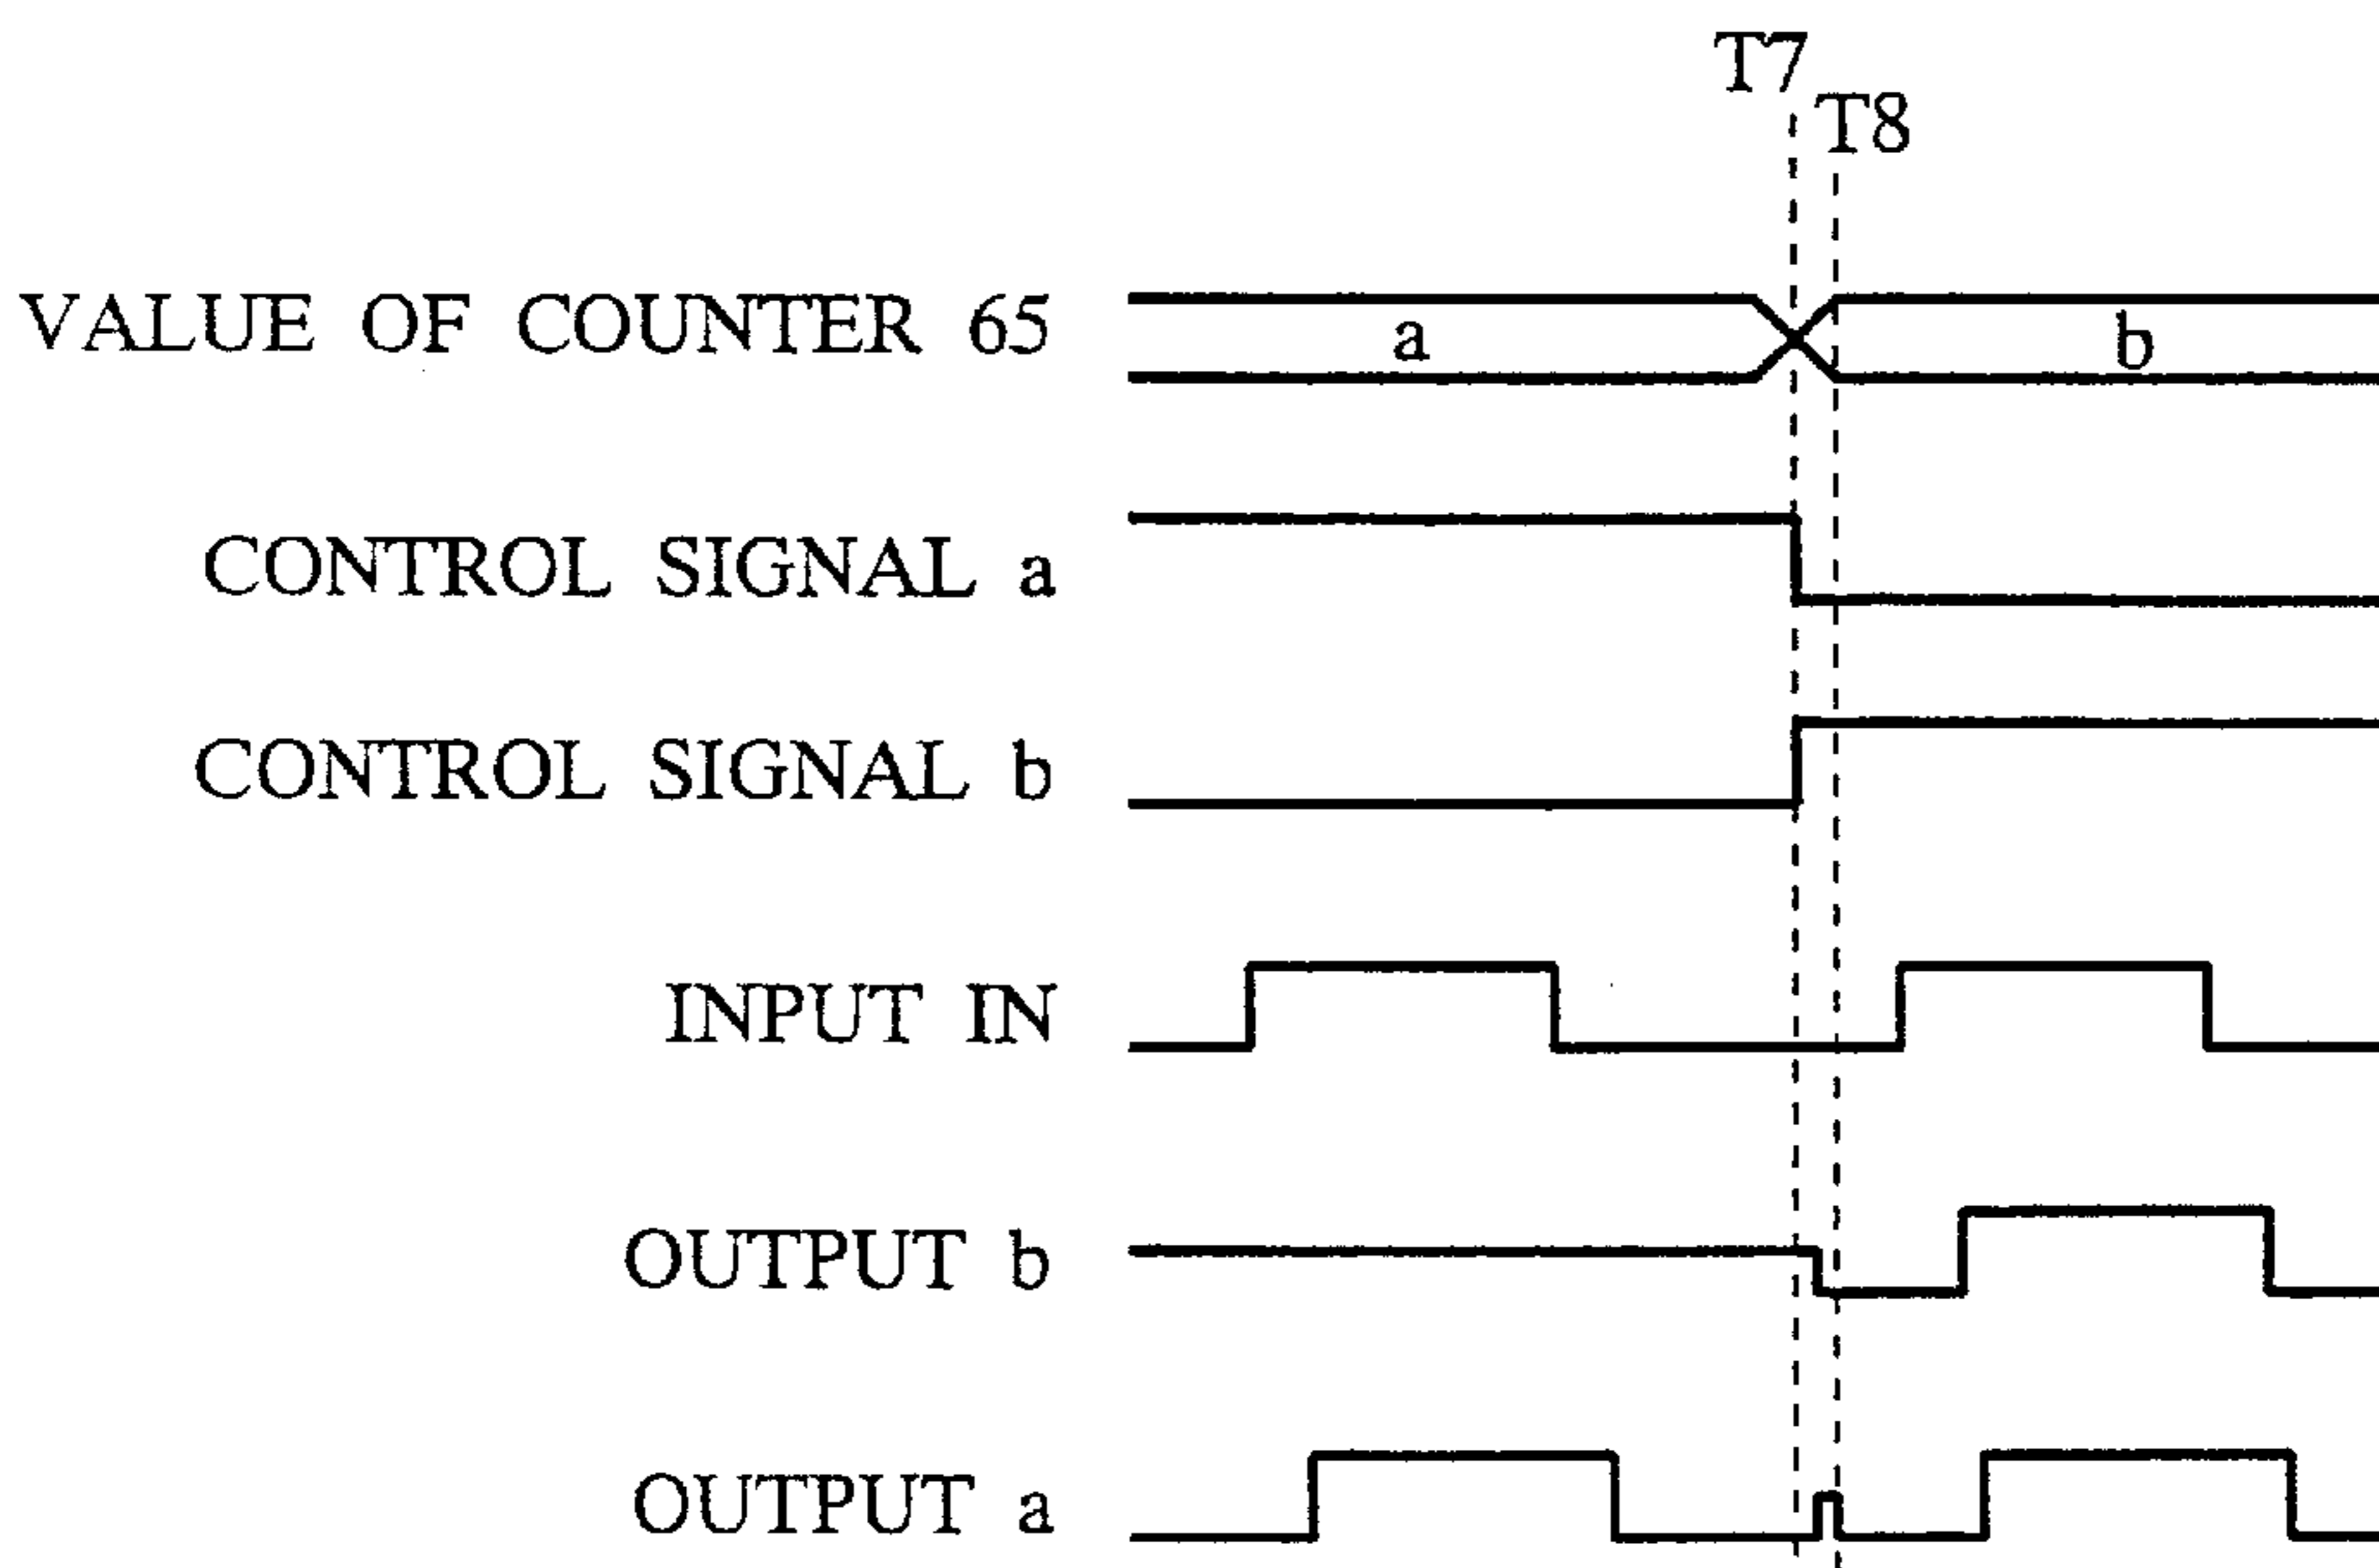 T7
T8
VALUE OF COUNTER 65
a
b
CONTROL SIGNAL a
CONTROL SIGNAL b
INPUT IN
OUTPUT b
OUTPUT a